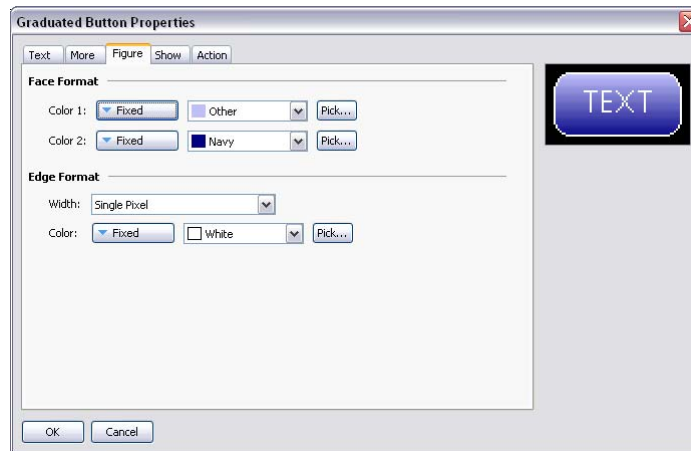 Graduated Button Properties
Text More Figure Show Action
Face Format
Color 1: Fixed Other Pick...
Color 2: Fixed Navy Pick...
Edge Format
Width: Single Pixel
Color: Fixed White Pick...
OK Cancel
TEXT